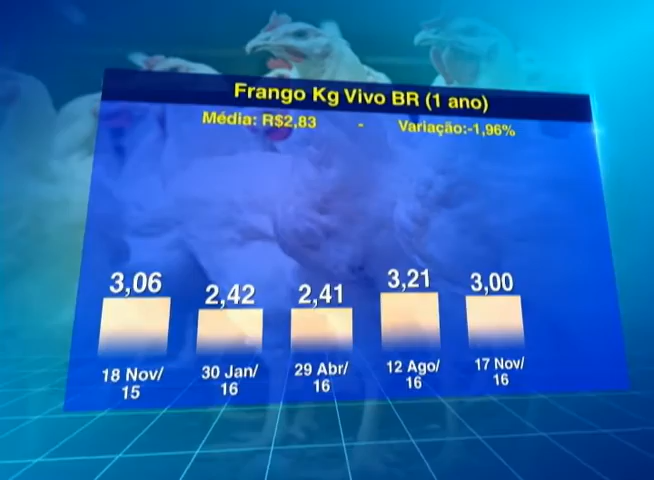 Frango Kg Vivo BR (1 ano)
Média: R$2,83 - Variação:-1,96%
3,06 2,42 2,41 3,21 3,00
18 Nov/ 30 Jan/ 29 Abr/ 12 Ago/ 17 Nov/
15 16 16 16 16